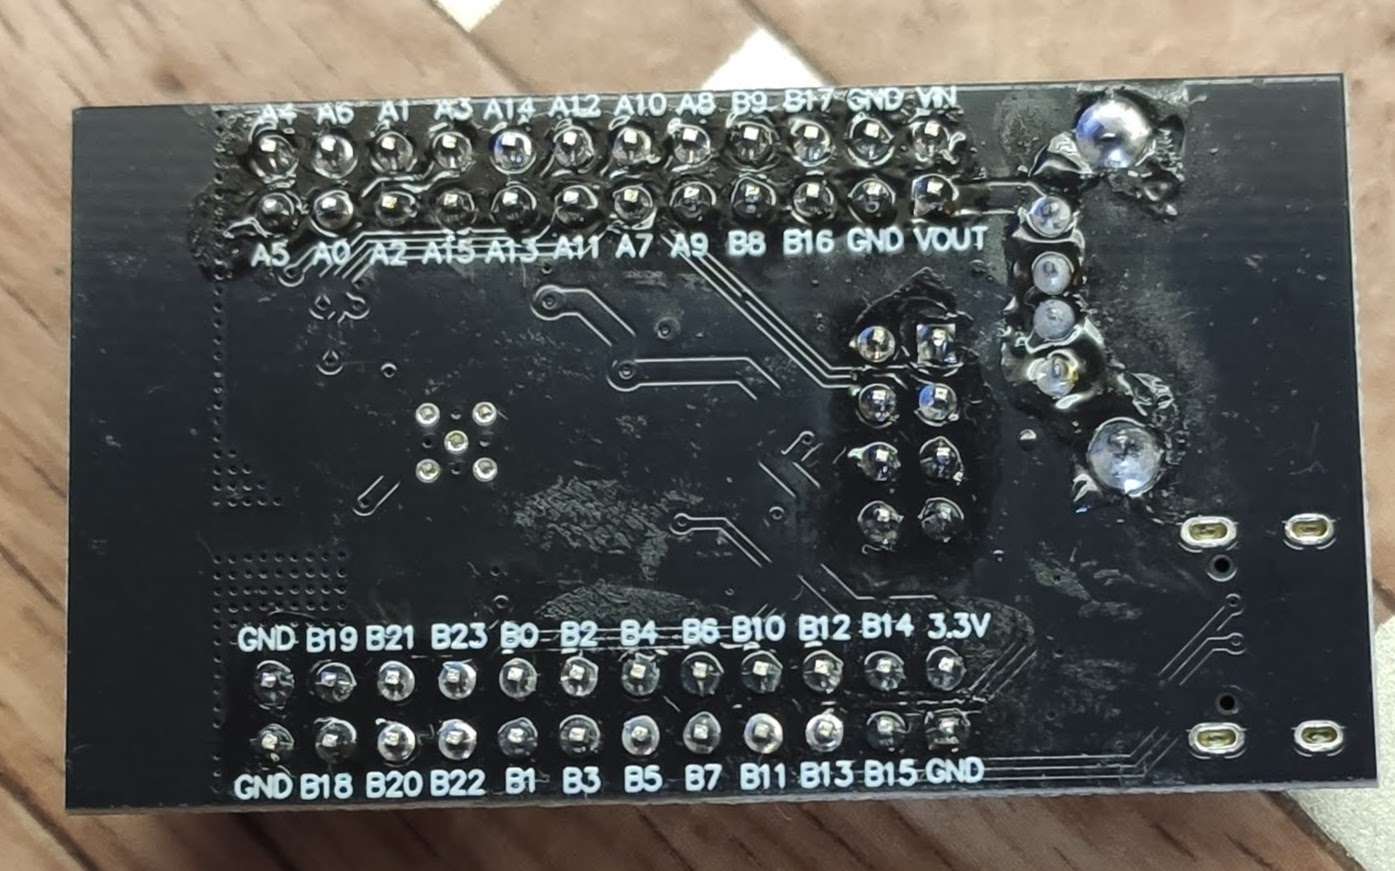 A4 A6 A1 A3 A14 A12 A10 A8 B9 B17 GND VIN
A5 A0 A2 A15 A13 A11 A7 A9 B8 B16 GND VOUT
GND B19 B21 B23 B0 B2 B4 B6 B10 B12 B14 3.3V
GND B18 B20 B22 B1 B3 B5 B7 B11 B13 B15 GND